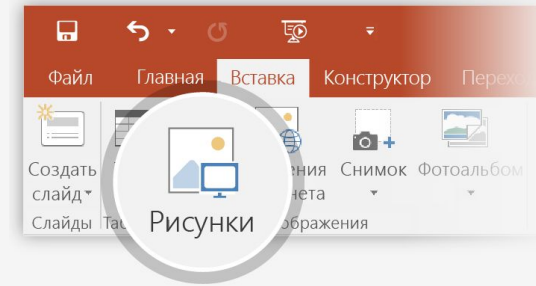 Файл Главная Вставка Конструктор
Создать Снимок Фотоальбом
слайд
Рисунки
Слайды